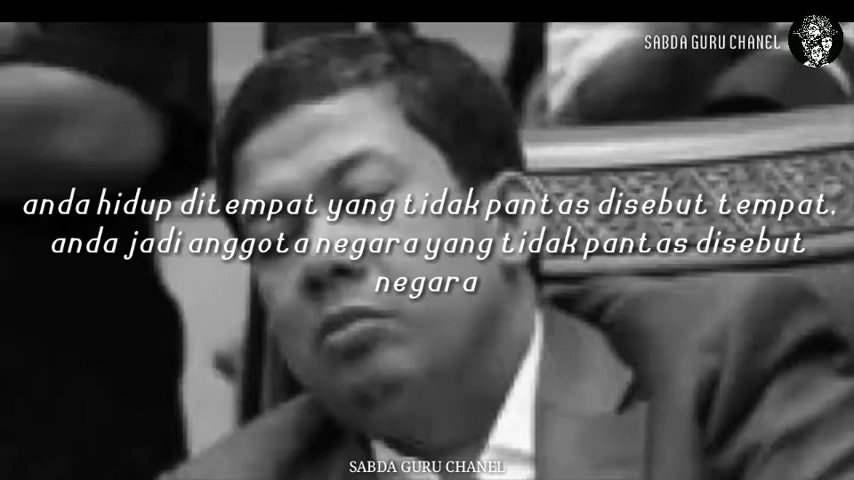 SABDA GURU CHANEL
anda hidup ditempat yang tidak pantas disebut tempat.
anda jadi anggota negara yang tidak pantas disebut
negara
SABDA GURU CHANEL